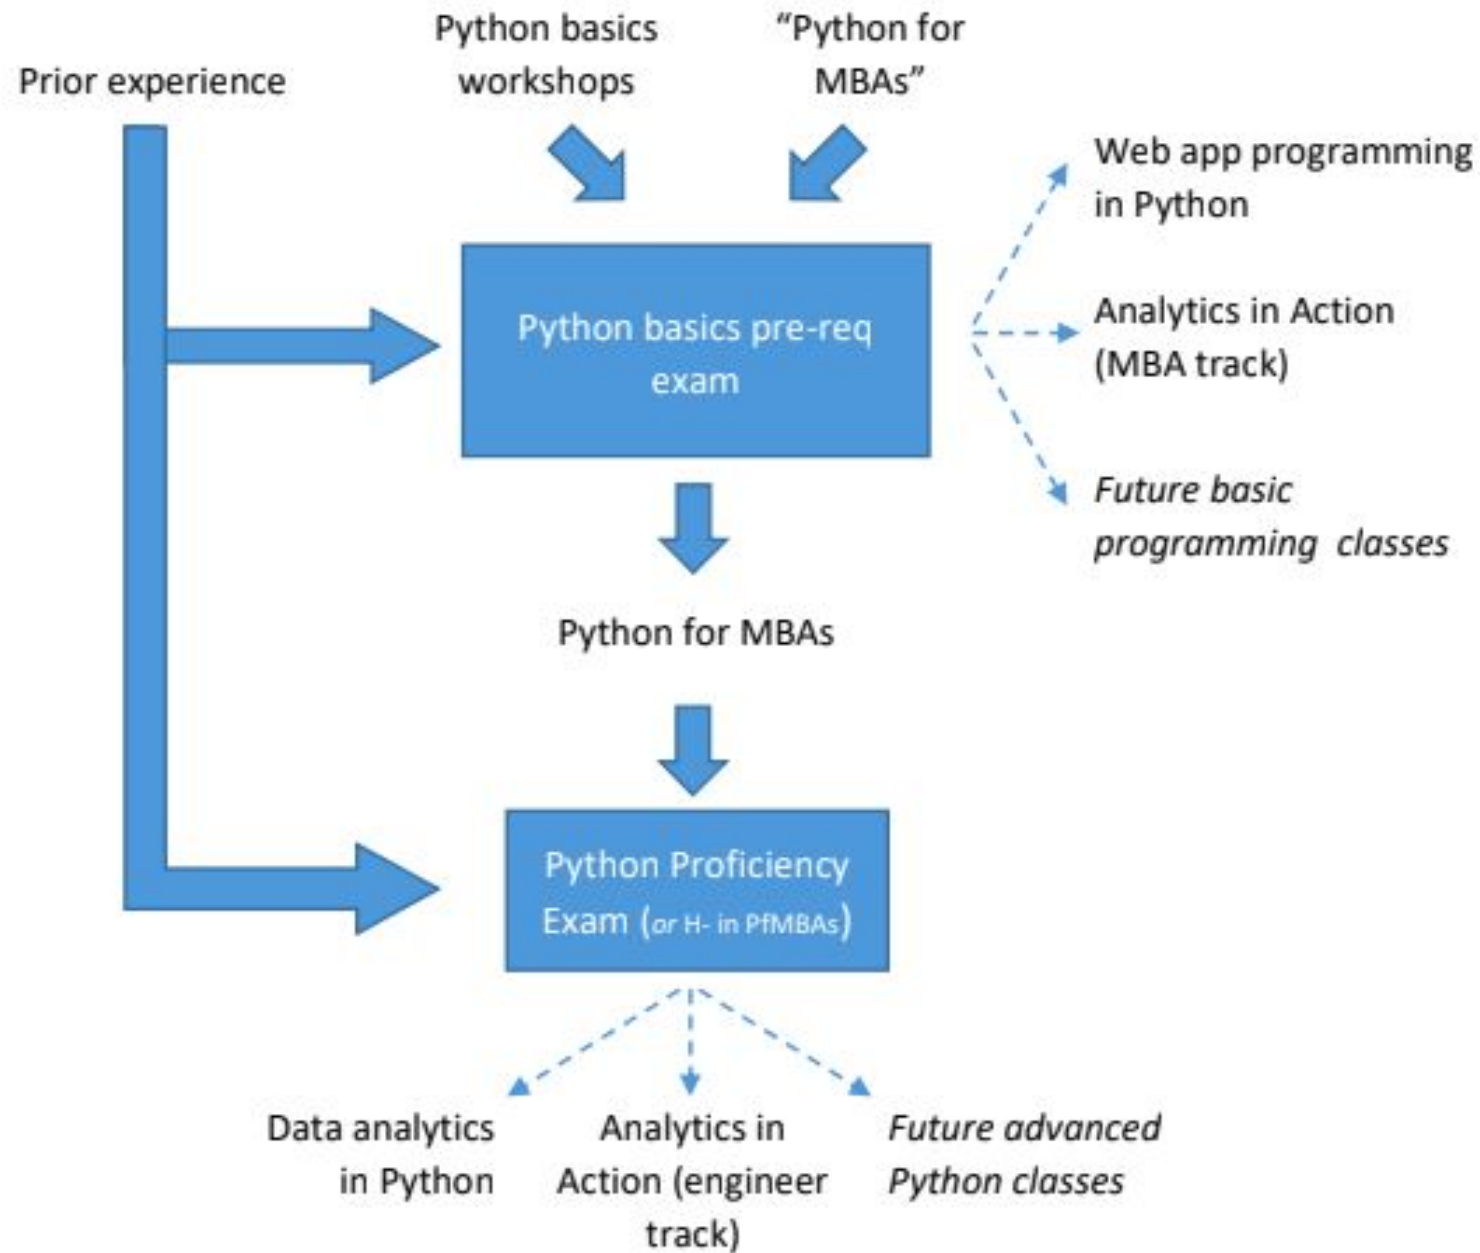 Prior experience
Python basics
workshops
“Python for
MBAs”
Web app programming
in Python
Python basics pre-req
exam
Analytics in Action
(MBA track)
Future basic
programming classes
Python for MBAs
Python Proficiency
Exam (or H- in PfMBAs)
Data analytics
in Python
Analytics in
Action (engineer
track)
Future advanced
Python classes